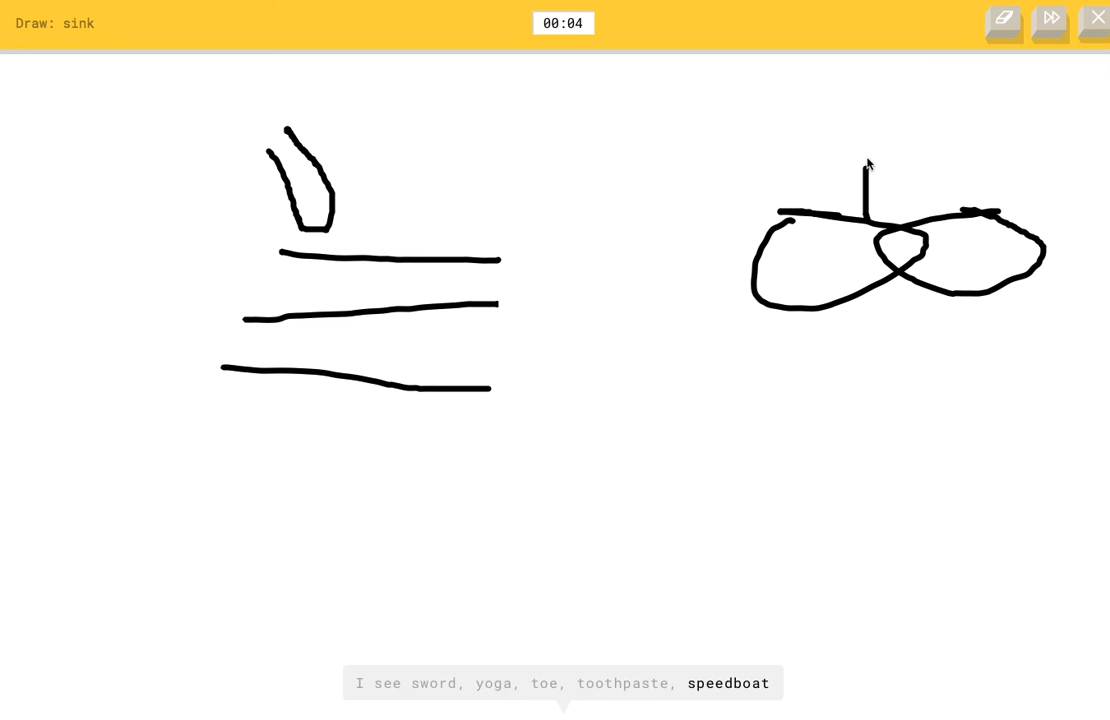 Draw: sink
00:04
I see sword, yoga, toe, toothpaste, speedboat